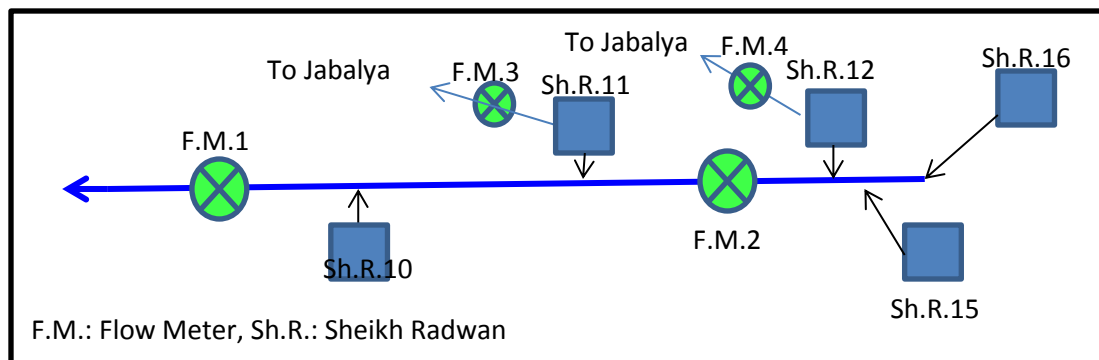 To Jabalya
F.M.3
Sh.R.11
To Jabalya
F.M.4
Sh.R.12
Sh.R.16
F.M.1
Sh.R.10
F.M.2
Sh.R.15
F.M.: Flow Meter, Sh.R.: Sheikh Radwan